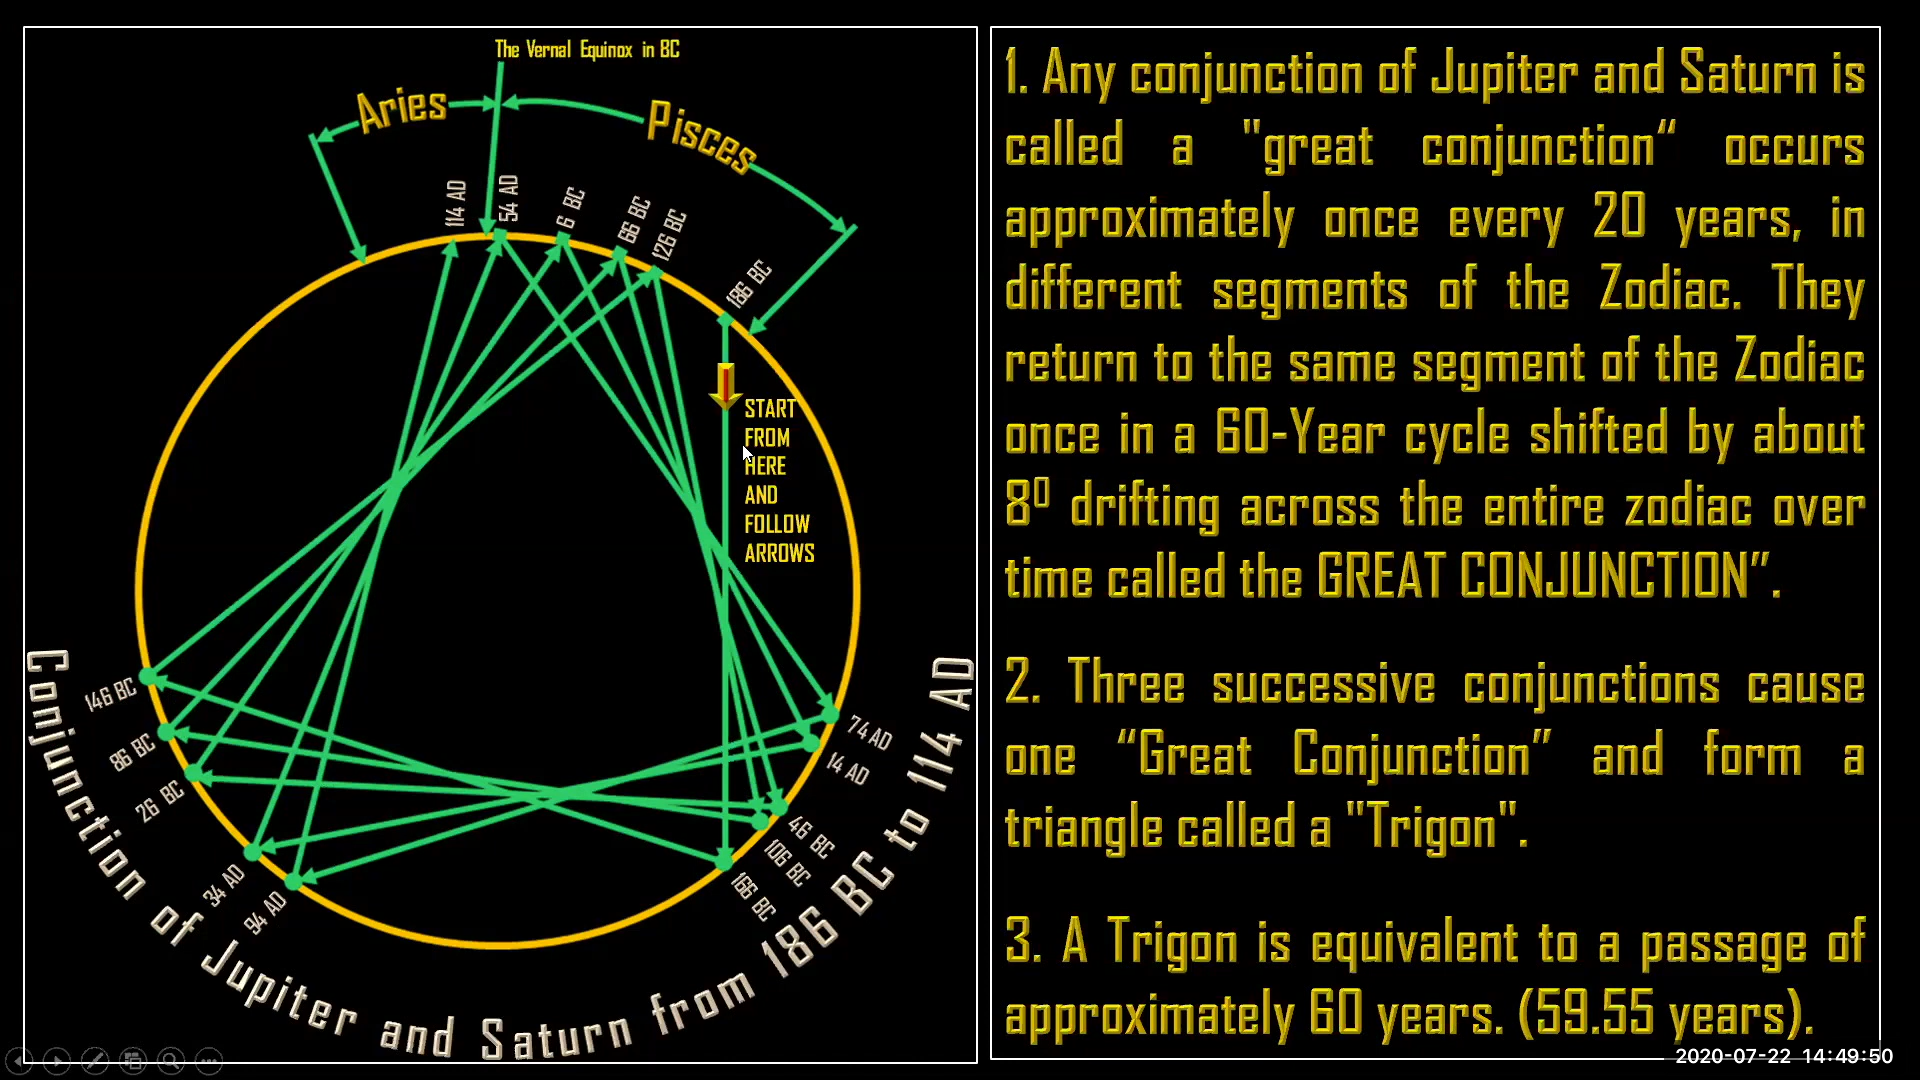 The Vernal Equinox in BC
Aries
Pisces
114 AD
54 AD
6 BC
66 BC
126 BC
186 BC
START
FROM
HERE
AND
FOLLOW
ARROWS
146 BC
86 BC
26 BC
34 AD
94 AD
74 AD
14 AD
46 BC
106 BC
166 BC
Conjunction of Jupiter and Saturn from 186 BC to 114 AD
1. Any conjunction of Jupiter and Saturn is
called a "great conjunction“ occurs
approximately once every 20 years, in
different segments of the Zodiac. They
return to the same segment of the Zodiac
once in a 60-Year cycle shifted by about
8⁰ drifting across the entire zodiac over
time called the GREAT CONJUNCTION”.
2. Three successive conjunctions cause
one “Great Conjunction” and form a
triangle called a "Trigon".
3. A Trigon is equivalent to a passage of
approximately 60 years. (59.55 years).
2020-07-22 14:49:50